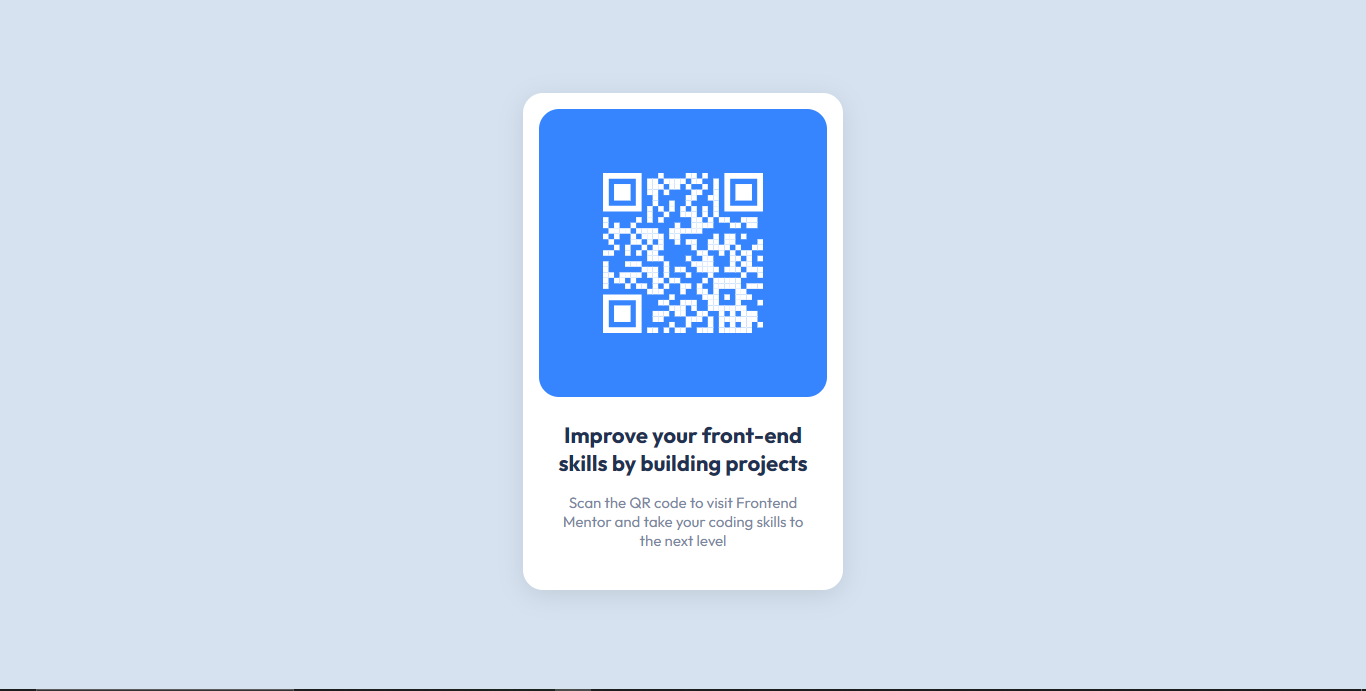 Improve your front-end
skills by building projects
Scan the QR code to visit Frontend
Mentor and take your coding skills to
the next level